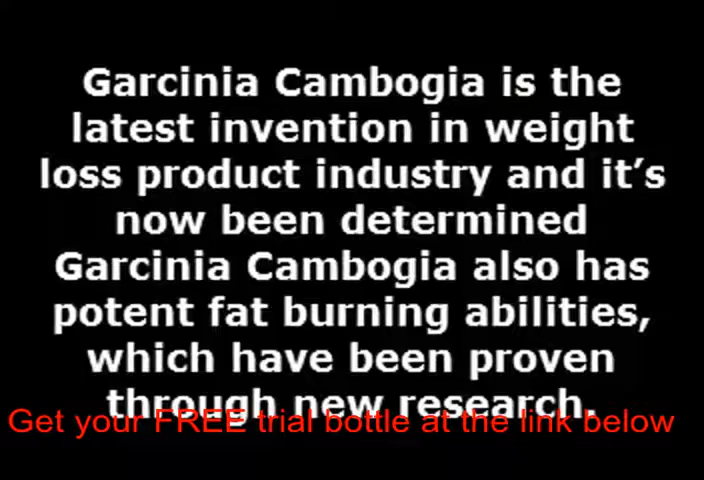 Garcinia Cambogia is the
latest invention in weight
loss product industry and it's
now been determined
Garcinia Cambogia also has
potent fat burning abilities,
which have been proven
through new research.
Get your FREE trial bottle at the link below